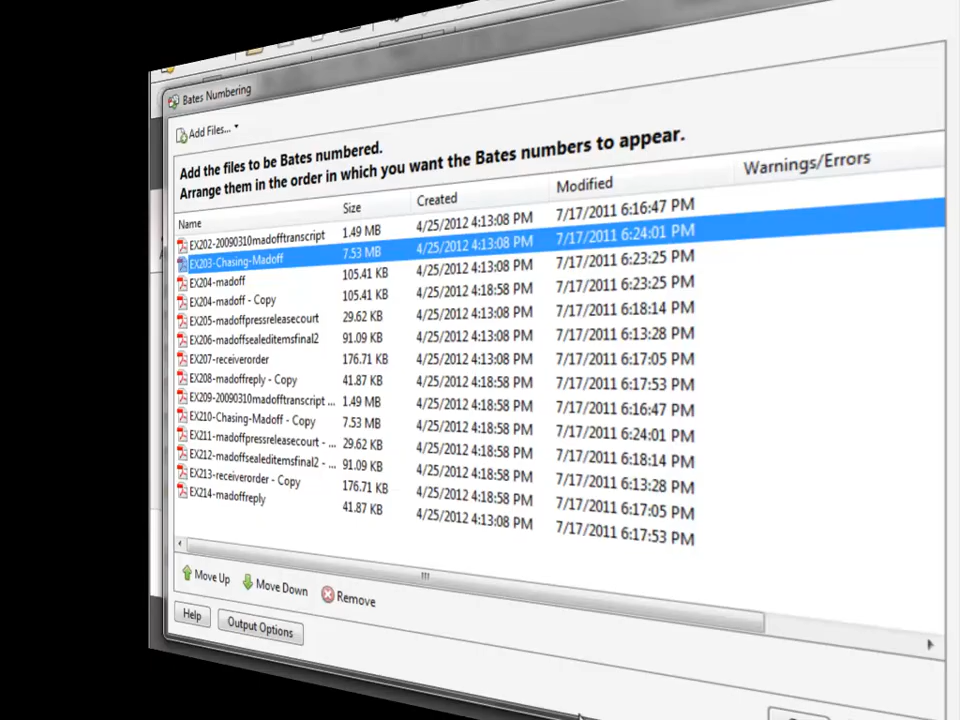 Bates Numbering
Add Files...
Add the files to be Bates numbered.
Arrange them in the order in which you want the Bates numbers to appear.
Name Size Created Modified Warnings/Errors
EX202-20090310madofftranscript 1.49 MB 4/25/2012 4:13:08 PM 7/17/2011 6:16:47 PM
EX203-Chasing-Madoff 7.53 MB 4/25/2012 4:13:08 PM 7/17/2011 6:24:01 PM
EX204-madoff 105.41 KB 4/25/2012 4:13:08 PM 7/17/2011 6:23:25 PM
EX204-madoff - Copy 105.41 KB 4/25/2012 4:18:58 PM 7/17/2011 6:23:25 PM
EX205-madoffpressreleasecourt 29.62 KB 4/25/2012 4:13:08 PM 7/17/2011 6:18:14 PM
EX206-madoffsealeditemsfinal2 91.09 KB 4/25/2012 4:13:08 PM 7/17/2011 6:13:28 PM
EX207-receiverorder 176.71 KB 4/25/2012 4:13:08 PM 7/17/2011 6:17:05 PM
EX208-madoffreply - Copy 41.87 KB 4/25/2012 4:18:58 PM 7/17/2011 6:17:53 PM
EX209-20090310madofftranscript ... 1.49 MB 4/25/2012 4:18:58 PM 7/17/2011 6:16:47 PM
EX210-Chasing-Madoff - Copy 7.53 MB 4/25/2012 4:18:58 PM 7/17/2011 6:24:01 PM
EX211-madoffpressreleasecourt - ... 29.62 KB 4/25/2012 4:18:58 PM 7/17/2011 6:18:14 PM
EX212-madoffsealeditemsfinal2 - ... 91.09 KB 4/25/2012 4:18:58 PM 7/17/2011 6:13:28 PM
EX213-receiverorder - Copy 176.71 KB 4/25/2012 4:18:58 PM 7/17/2011 6:17:05 PM
EX214-madoffreply 41.87 KB 4/25/2012 4:13:08 PM 7/17/2011 6:17:53 PM
Move Up Move Down Remove
Help Output Options